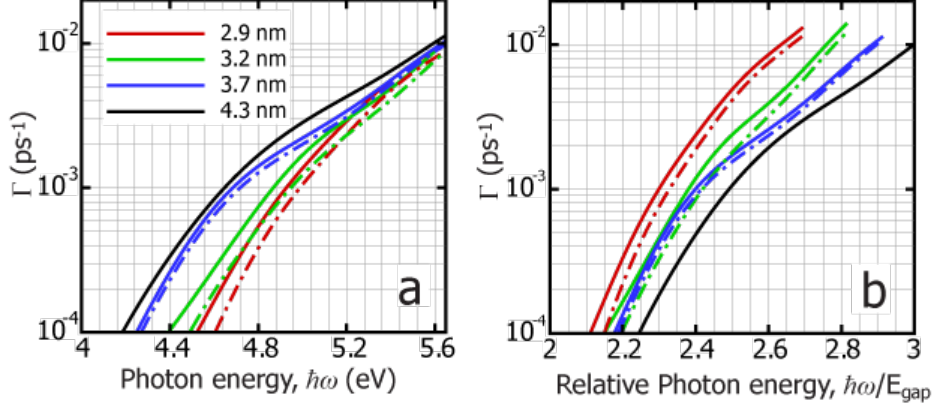 10⁻²
10⁻³
10⁻⁴
Γ (ps⁻¹)
2.9 nm
3.2 nm
3.7 nm
4.3 nm
a
4 4.4 4.8 5.2 5.6
Photon energy, ħω (eV)
10⁻²
10⁻³
10⁻⁴
Γ (ps⁻¹)
b
2 2.2 2.4 2.6 2.8 3
Relative Photon energy, ħω/E_gap